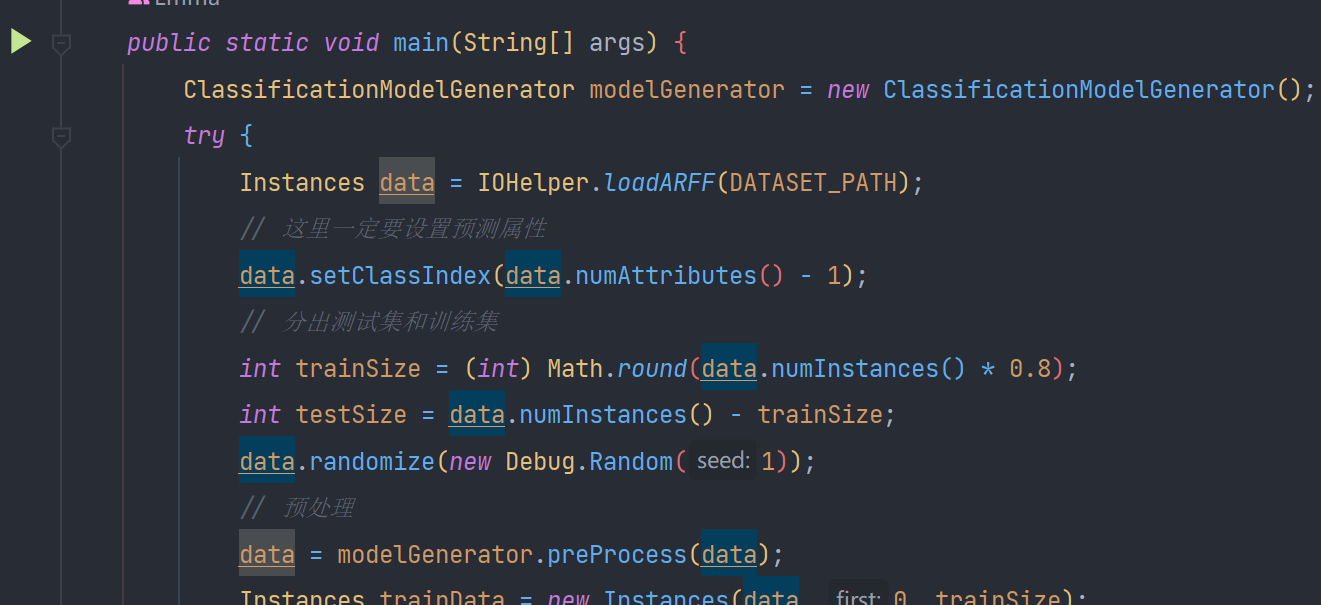 Emma
public static void main(String[] args) {
ClassificationModelGenerator modelGenerator = new ClassificationModelGenerator();
try {
Instances data = IOHelper.loadARFF(DATASET_PATH);
// 这里一定要设置预测属性
data.setClassIndex(data.numAttributes() - 1);
// 分出测试集和训练集
int trainSize = (int) Math.round(data.numInstances() * 0.8);
int testSize = data.numInstances() - trainSize;
data.randomize(new Debug.Random( seed: 1));
// 预处理
data = modelGenerator.preProcess(data);
Instances trainData = new Instances(data, first: 0, trainSize);